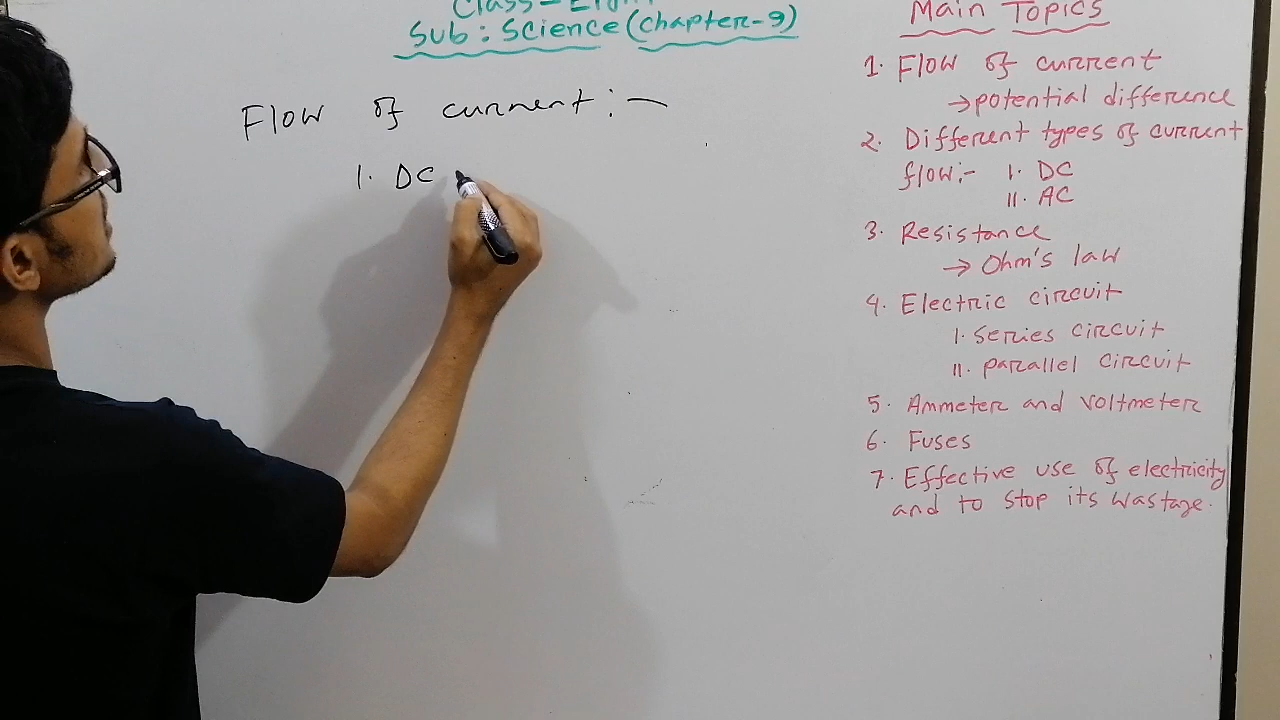 Sub: Science (Chapter-9)
Flow of current:-
1. DC
Main Topics
1. Flow of current
→potential difference
2. Different types of current
flow:- I. DC
II. AC
3. Resistance
→ Ohm's law
4. Electric circuit
I. Series circuit
II. parallel circuit
5. Ammeter and voltmeter
6. Fuses
7. Effective use of electricity
and to stop its wastage.